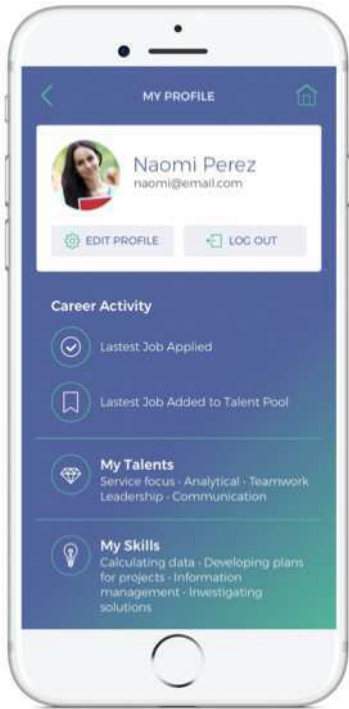 MY PROFILE
Naomi Perez
naomi@email.com
EDIT PROFILE
LOG OUT
Career Activity
Lastest Job Applied
Lastest Job Added to Talent Pool
My Talents
Service focus - Analytical - Teamwork
Leadership - Communication
My Skills
Calculating data - Developing plans
for projects - Information
management - Investigating
solutions